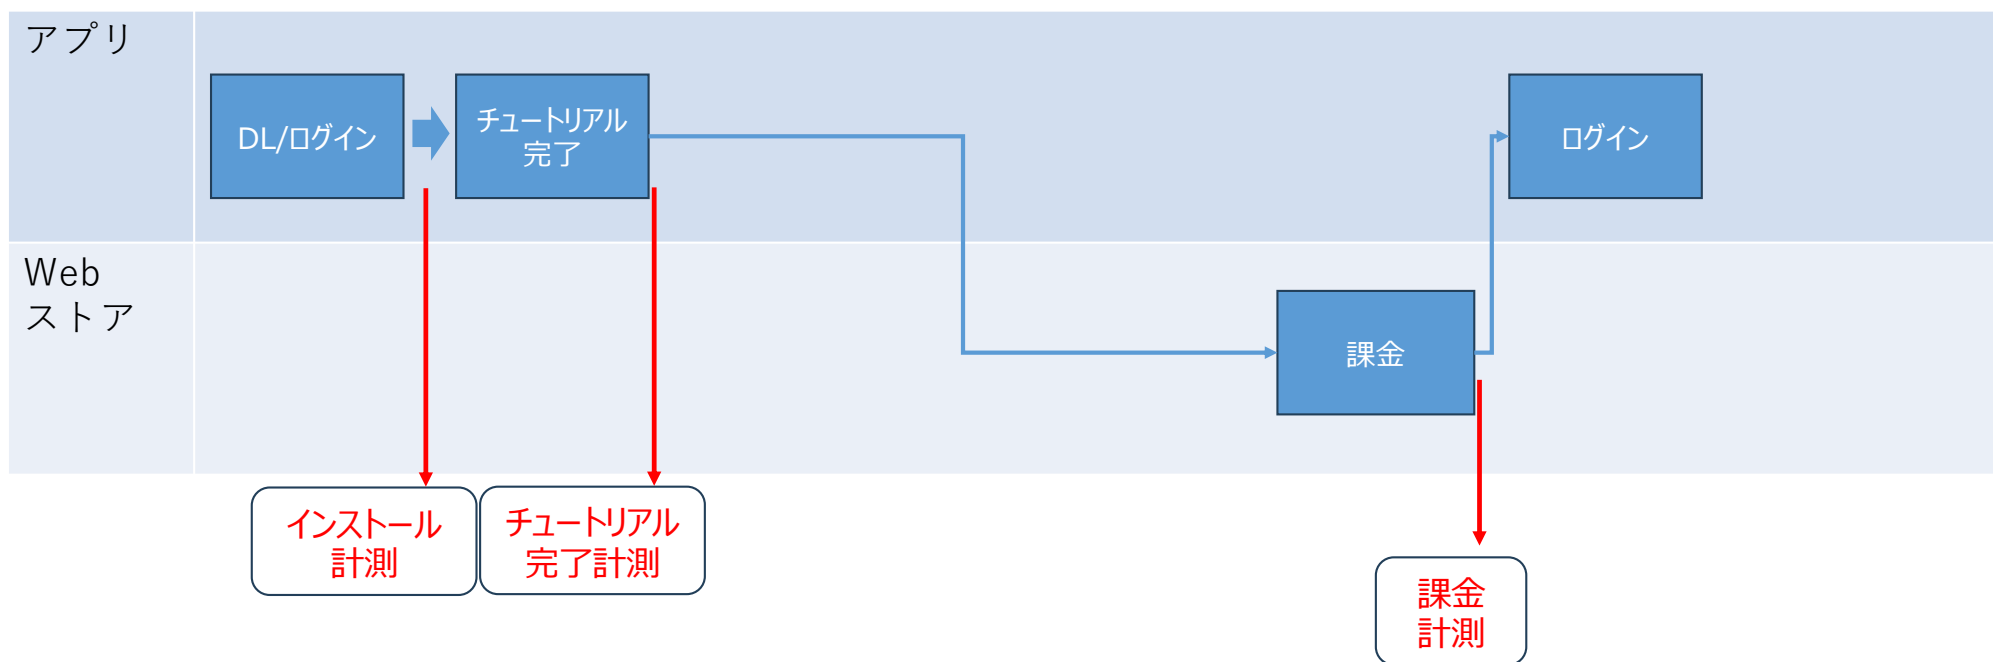 アプリ
DL/ログイン
チュートリアル
完了
ログイン
Web
ストア
課金
インストール
計測
チュートリアル
完了計測
課金
計測